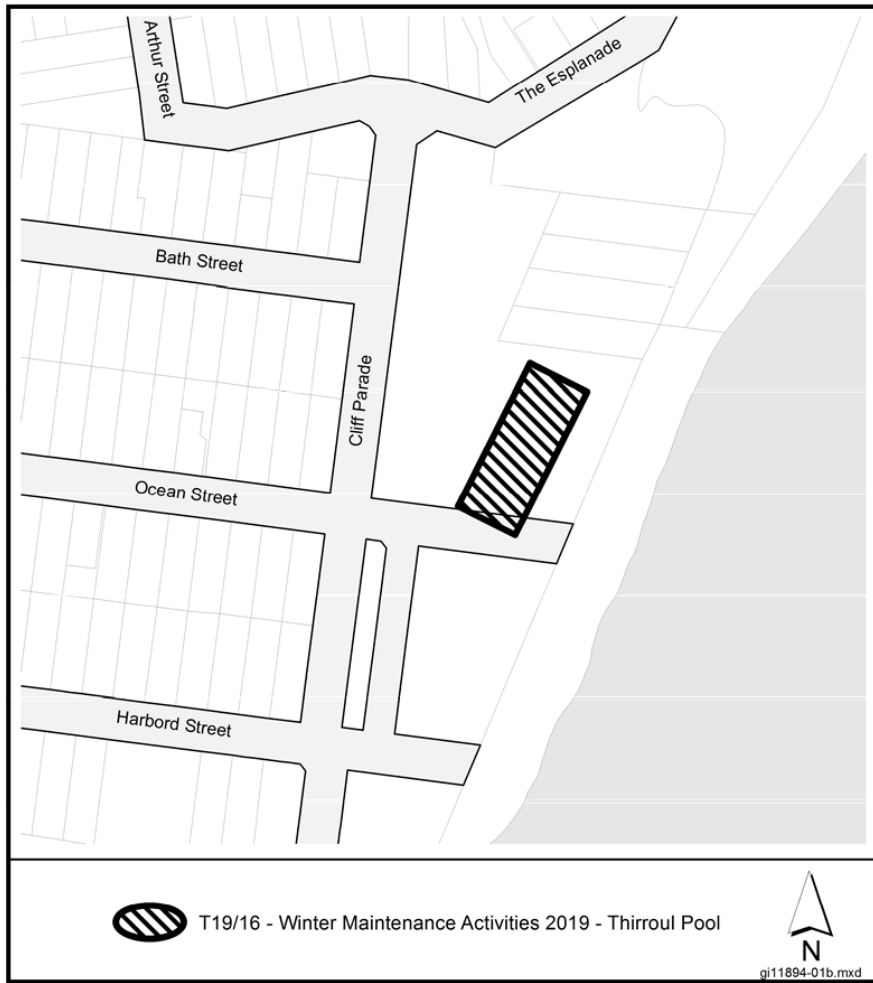 Arthur Street
The Esplanade
Bath Street
Cliff Parade
Ocean Street
Harbord Street
T19/16 - Winter Maintenance Activities 2019 - Thirroul Pool
N
gi11894-01b.mxd